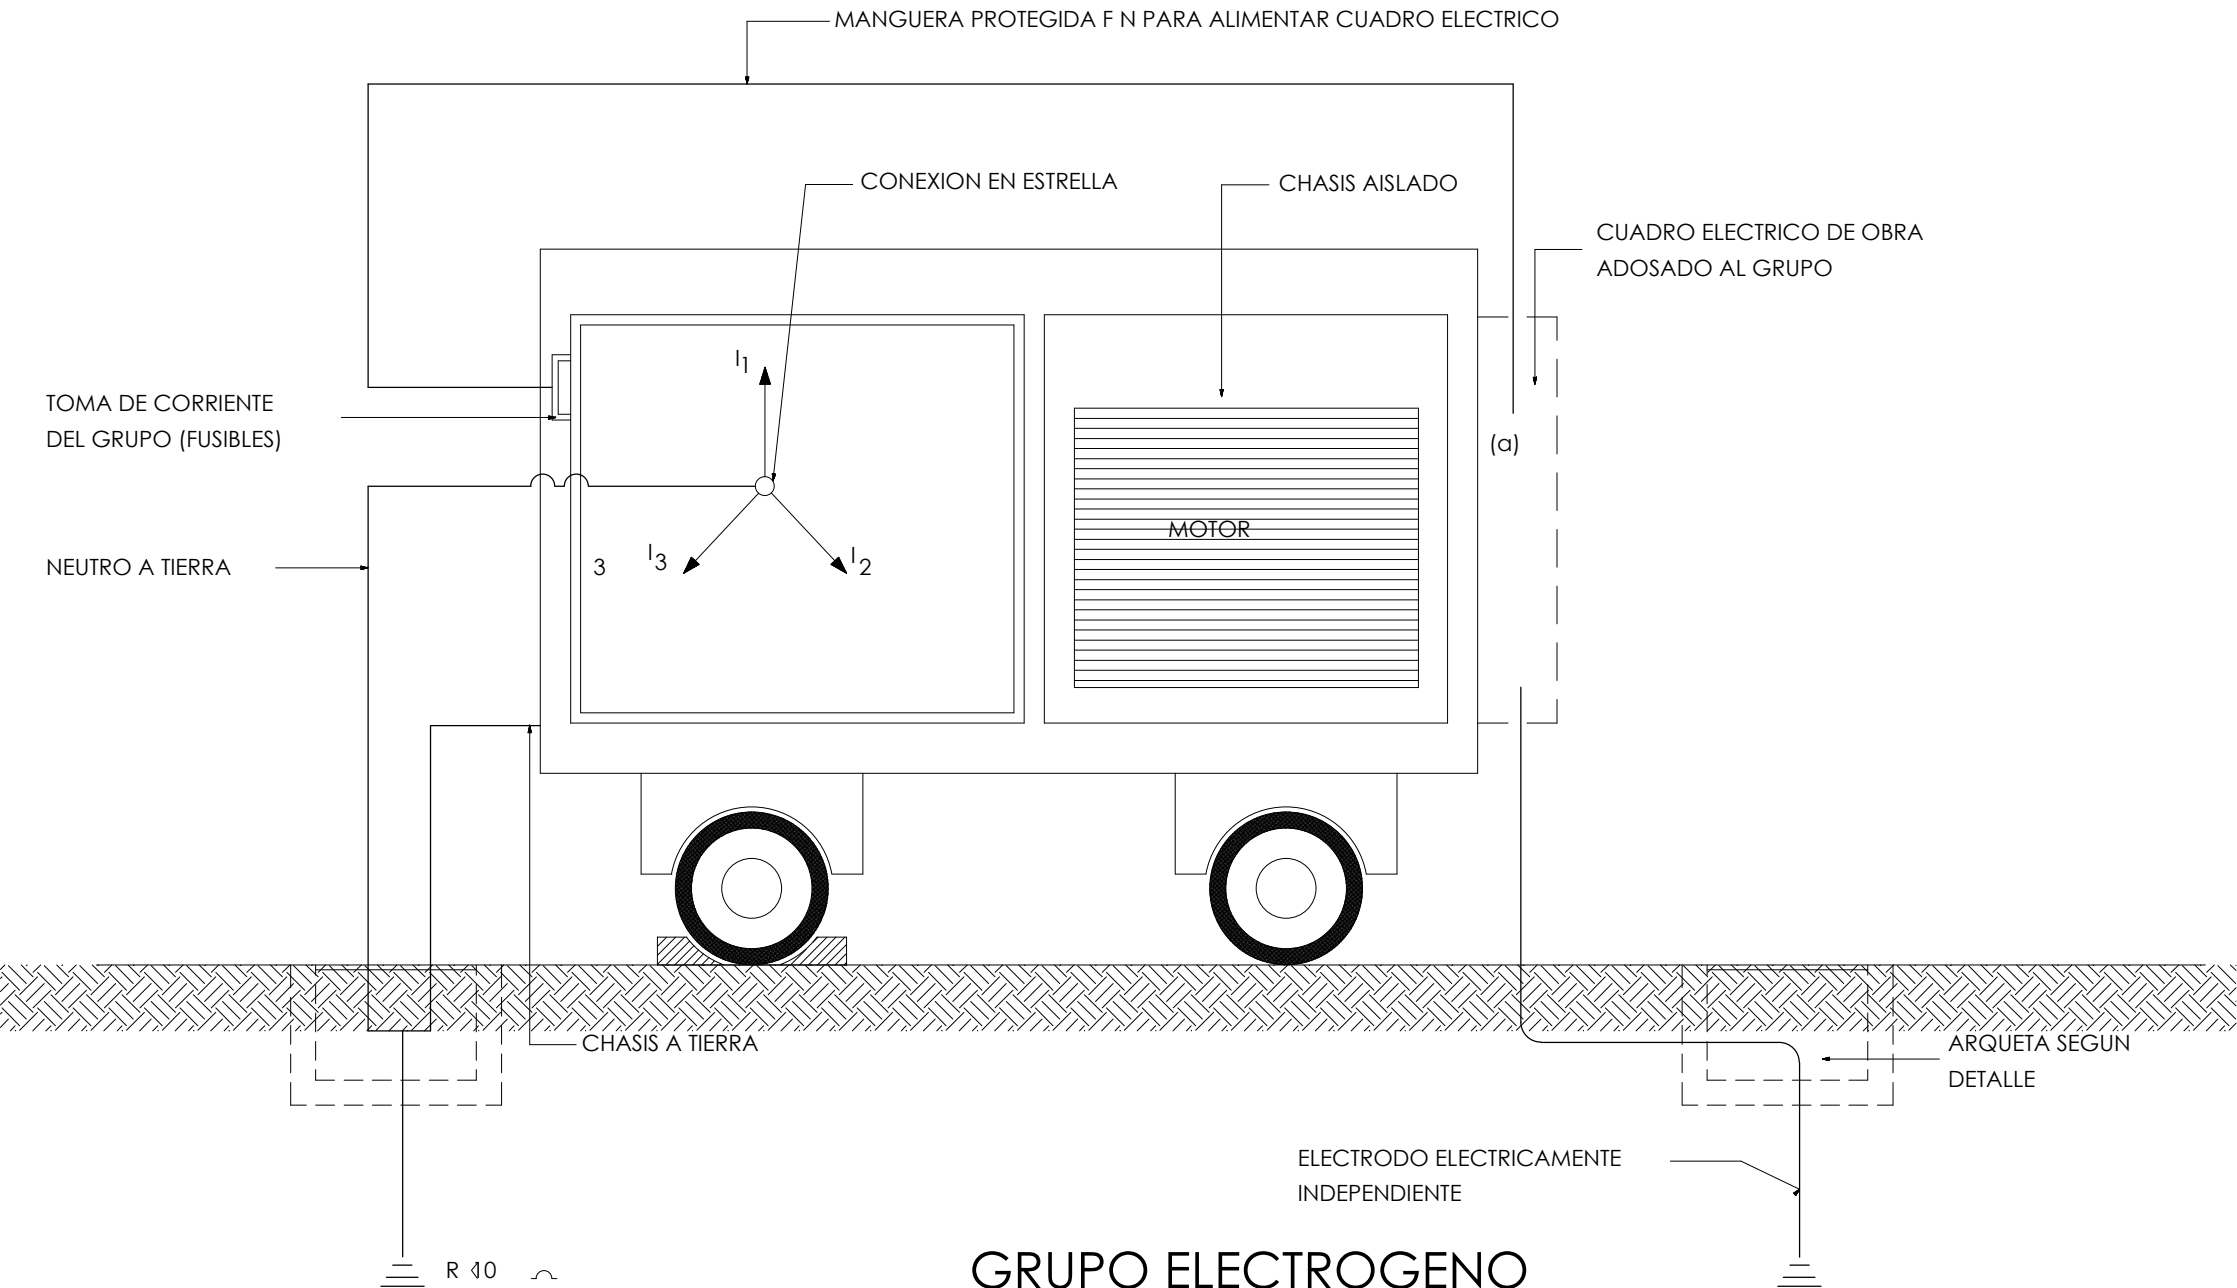 MANGUERA PROTEGIDA F N PARA ALIMENTAR CUADRO ELECTRICO
CONEXION EN ESTRELLA
CHASIS AISLADO
CUADRO ELECTRICO DE OBRA
ADOSADO AL GRUPO
I1
TOMA DE CORRIENTE
DEL GRUPO (FUSIBLES)
(a)
MOTOR
NEUTRO A TIERRA
3
I3
I2
CHASIS A TIERRA
ARQUETA SEGUN
DETALLE
ELECTRODO ELECTRICAMENTE
INDEPENDIENTE
GRUPO ELECTROGENO
R